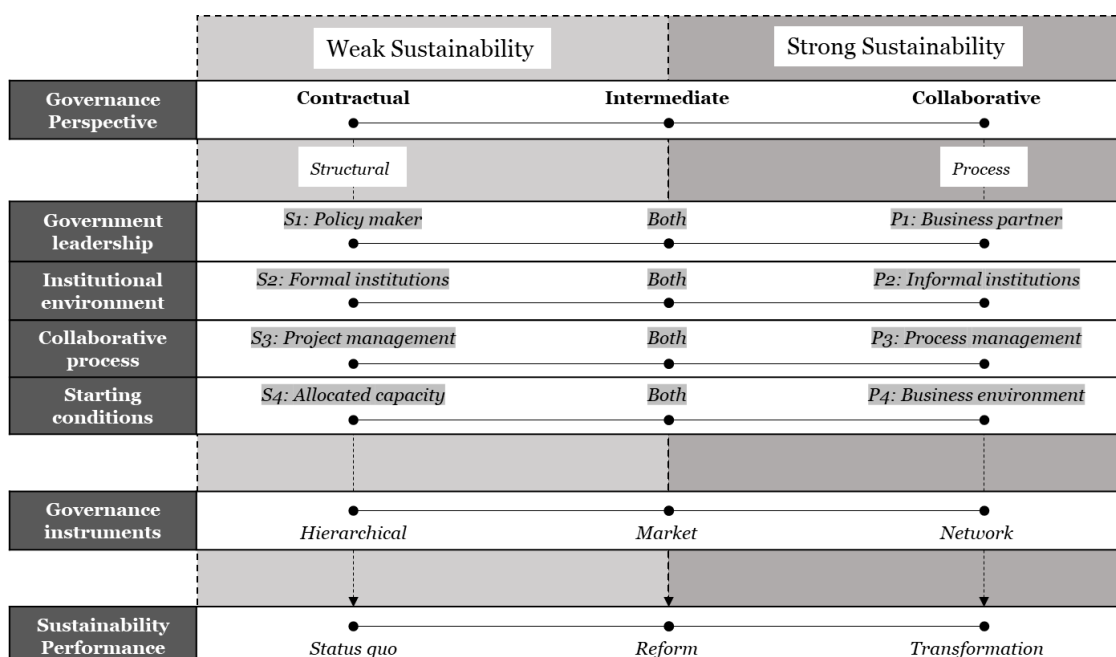 Weak Sustainability Strong Sustainability
Governance Perspective Contractual Intermediate Collaborative
Structural Process
Government leadership S1: Policy maker Both P1: Business partner
Institutional environment S2: Formal institutions Both P2: Informal institutions
Collaborative process S3: Project management Both P3: Process management
Starting conditions S4: Allocated capacity Both P4: Business environment
Governance instruments Hierarchical Market Network
Sustainability Performance Status quo Reform Transformation